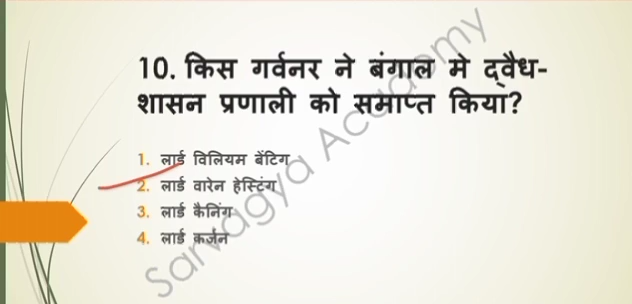 10. किस गर्वनर ने बंगाल मे द्वैध-
शासन प्रणाली को समाप्त किया?
1. लार्ड विलियम बेंटिग
2. लार्ड वारेन हेस्टिंग
3. लार्ड कैनिंग
4. लार्ड कर्जन
Sarvagya Academy